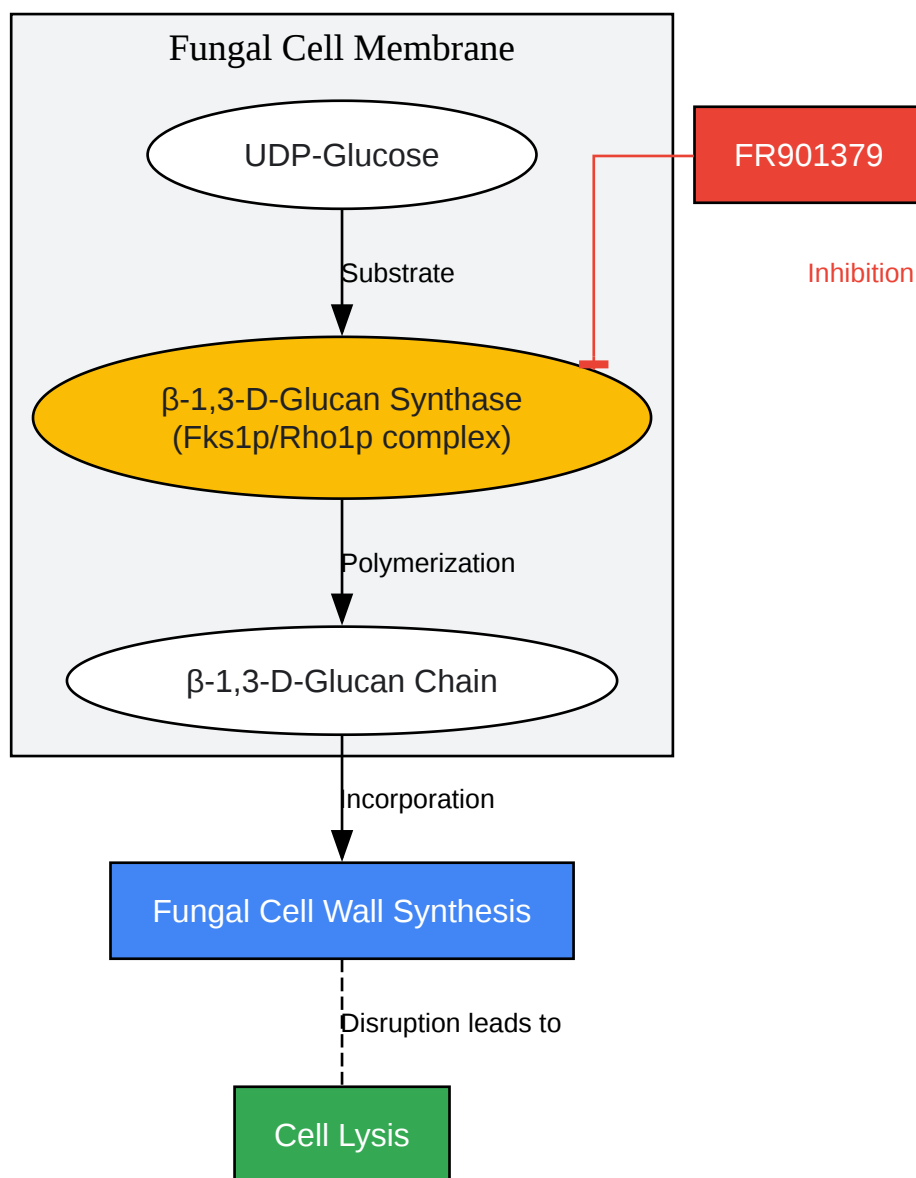 Fungal Cell Membrane
UDP-Glucose
FR901379
Substrate
Inhibition
β-1,3-D-Glucan Synthase
(Fks1p/Rho1p complex)
Polymerization
β-1,3-D-Glucan Chain
Incorporation
Fungal Cell Wall Synthesis
Disruption leads to
Cell Lysis